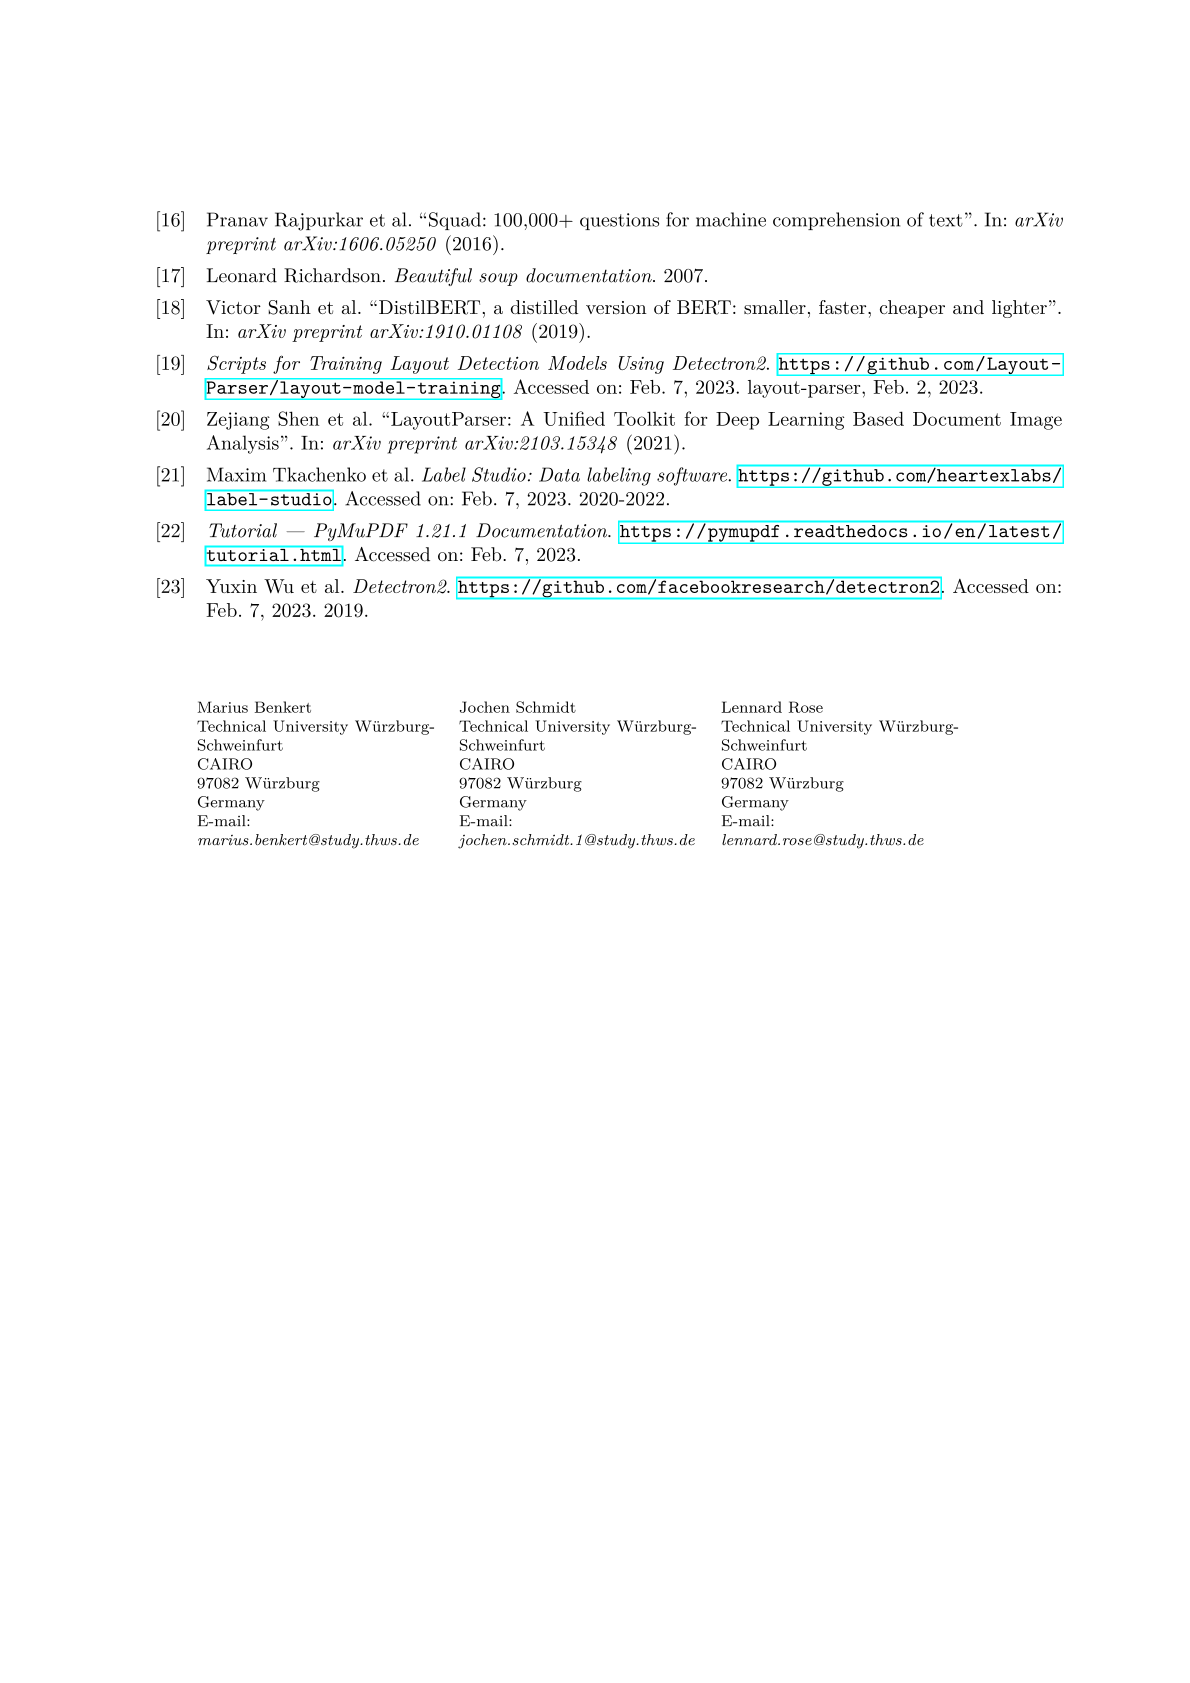 [16] Pranav Rajpurkar et al. “Squad: 100,000+ questions for machine comprehension of text”. In: arXiv
preprint arXiv:1606.05250 (2016).
[17] Leonard Richardson. Beautiful soup documentation. 2007.
[18] Victor Sanh et al. “DistilBERT, a distilled version of BERT: smaller, faster, cheaper and lighter”.
In: arXiv preprint arXiv:1910.01108 (2019).
[19] Scripts for Training Layout Detection Models Using Detectron2. https://github.com/Layout-
Parser/layout-model-training. Accessed on: Feb. 7, 2023. layout-parser, Feb. 2, 2023.
[20] Zejiang Shen et al. “LayoutParser: A Unified Toolkit for Deep Learning Based Document Image
Analysis”. In: arXiv preprint arXiv:2103.15348 (2021).
[21] Maxim Tkachenko et al. Label Studio: Data labeling software. https://github.com/heartexlabs/
label-studio. Accessed on: Feb. 7, 2023. 2020-2022.
[22] Tutorial — PyMuPDF 1.21.1 Documentation. https://pymupdf.readthedocs.io/en/latest/
tutorial.html. Accessed on: Feb. 7, 2023.
[23] Yuxin Wu et al. Detectron2. https://github.com/facebookresearch/detectron2. Accessed on:
Feb. 7, 2023. 2019.
Marius Benkert
Technical University Würzburg-
Schweinfurt
CAIRO
97082 Würzburg
Germany
E-mail:
marius.benkert@study.thws.de
Jochen Schmidt
Technical University Würzburg-
Schweinfurt
CAIRO
97082 Würzburg
Germany
E-mail:
jochen.schmidt.1@study.thws.de
Lennard Rose
Technical University Würzburg-
Schweinfurt
CAIRO
97082 Würzburg
Germany
E-mail:
lennard.rose@study.thws.de